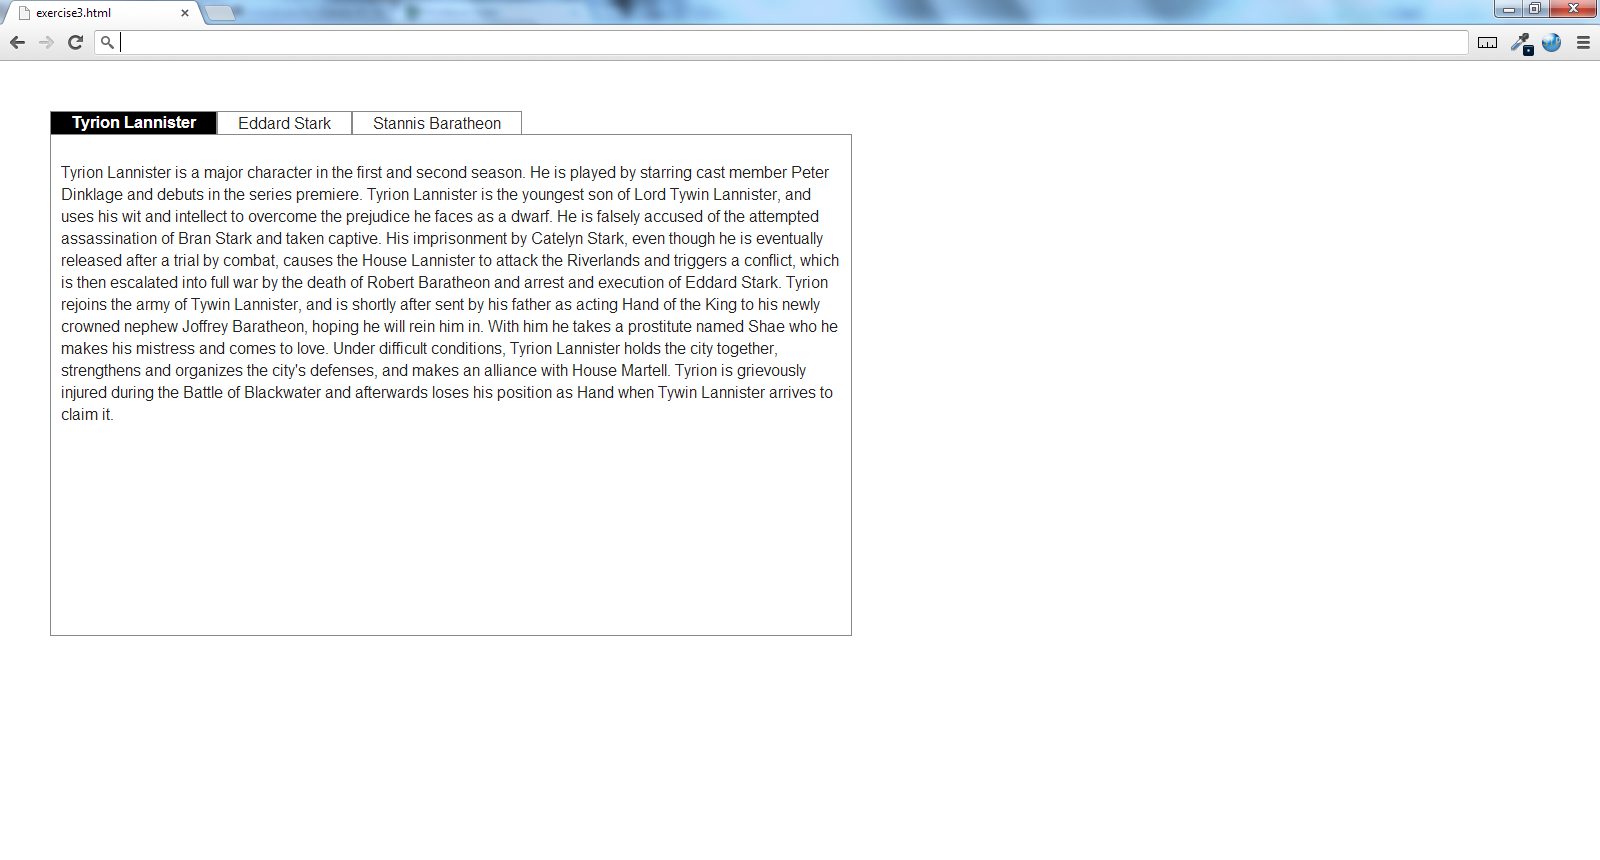 exercise3.html
Tyrion Lannister Eddard Stark Stannis Baratheon
Tyrion Lannister is a major character in the first and second season. He is played by starring cast member Peter
Dinklage and debuts in the series premiere. Tyrion Lannister is the youngest son of Lord Tywin Lannister, and
uses his wit and intellect to overcome the prejudice he faces as a dwarf. He is falsely accused of the attempted
assassination of Bran Stark and taken captive. His imprisonment by Catelyn Stark, even though he is eventually
released after a trial by combat, causes the House Lannister to attack the Riverlands and triggers a conflict, which
is then escalated into full war by the death of Robert Baratheon and arrest and execution of Eddard Stark. Tyrion
rejoins the army of Tywin Lannister, and is shortly after sent by his father as acting Hand of the King to his newly
crowned nephew Joffrey Baratheon, hoping he will rein him in. With him he takes a prostitute named Shae who he
makes his mistress and comes to love. Under difficult conditions, Tyrion Lannister holds the city together,
strengthens and organizes the city's defenses, and makes an alliance with House Martell. Tyrion is grievously
injured during the Battle of Blackwater and afterwards loses his position as Hand when Tywin Lannister arrives to
claim it.